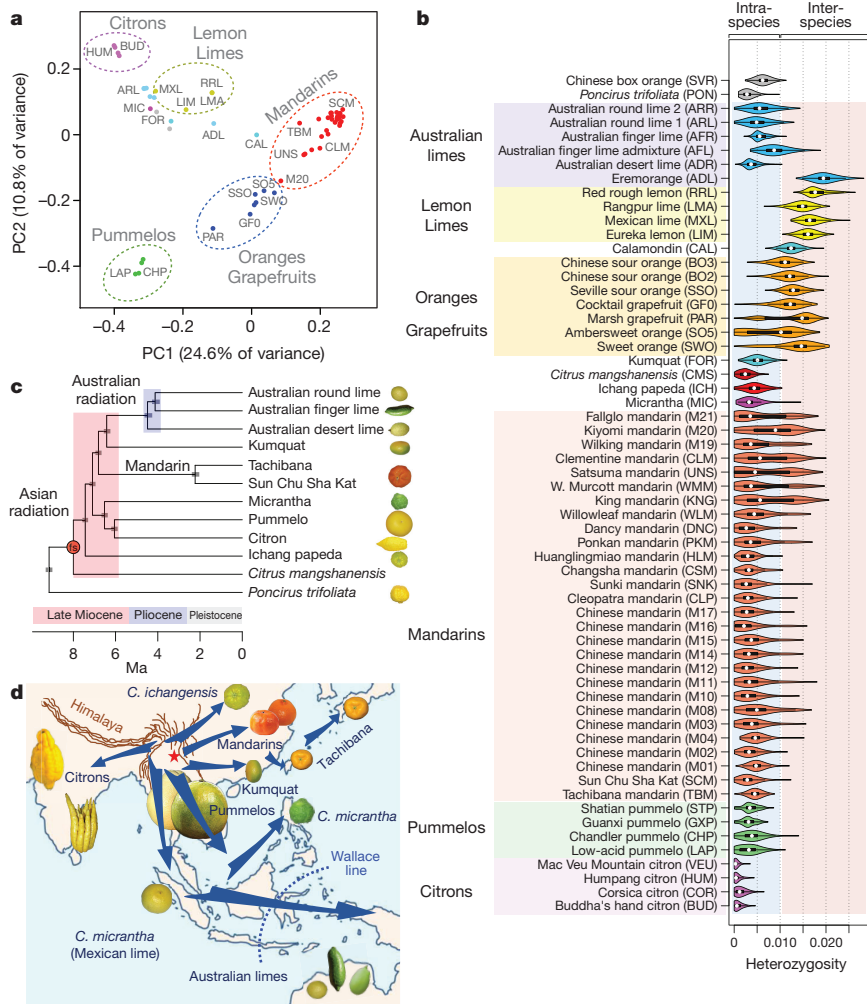 a
Citrons
HUM
BUD
Lemon
Limes
ARL
MXL
RRL
MIC
LIM
LMA
FOR
ADL
CAL
Mandarins
SCM
TBM
UNS
CLM
M20
SO5
SSO
SWO
GF0
PAR
Oranges
Grapefruits
Pummelos
LAP
CHP
0.2
0
−0.2
−0.4
PC2 (10.8% of variance)
−0.4
−0.2
0
0.2
PC1 (24.6% of variance)
b
Intra-
species
Inter-
species
Chinese box orange (SVR)
Poncirus trifoliata (PON)
Australian
limes
Australian round lime 2 (ARR)
Australian round lime 1 (ARL)
Australian finger lime (AFR)
Australian finger lime admixture (AFL)
Australian desert lime (ADR)
Eremorange (ADL)
Lemon
Limes
Red rough lemon (RRL)
Rangpur lime (LMA)
Mexican lime (MXL)
Eureka lemon (LIM)
Calamondin (CAL)
Oranges
Grapefruits
Chinese sour orange (BO3)
Chinese sour orange (BO2)
Seville sour orange (SSO)
Cocktail grapefruit (GF0)
Marsh grapefruit (PAR)
Ambersweet orange (SO5)
Sweet orange (SWO)
Kumquat (FOR)
Citrus mangshanensis (CMS)
Ichang papeda (ICH)
Micrantha (MIC)
Mandarins
Fallglo mandarin (M21)
Kiyomi mandarin (M20)
Wilking mandarin (M19)
Clementine mandarin (CLM)
Satsuma mandarin (UNS)
W. Murcott mandarin (WMM)
King mandarin (KNG)
Willowleaf mandarin (WLM)
Dancy mandarin (DNC)
Ponkan mandarin (PKM)
Huanglingmiao mandarin (HLM)
Changsha mandarin (CSM)
Sunki mandarin (SNK)
Cleopatra mandarin (CLP)
Chinese mandarin (M17)
Chinese mandarin (M16)
Chinese mandarin (M15)
Chinese mandarin (M14)
Chinese mandarin (M12)
Chinese mandarin (M11)
Chinese mandarin (M10)
Chinese mandarin (M08)
Chinese mandarin (M03)
Chinese mandarin (M04)
Chinese mandarin (M02)
Chinese mandarin (M01)
Sun Chu Sha Kat (SCM)
Tachibana mandarin (TBM)
Pummelos
Shatian pummelo (STP)
Guanxi pummelo (GXP)
Chandler pummelo (CHP)
Low-acid pummelo (LAP)
Citrons
Mac Veu Mountain citron (VEU)
Humpang citron (HUM)
Corsica citron (COR)
Buddha's hand citron (BUD)
0
0.010
0.020
Heterozygosity
c
Australian
radiation
Asian
radiation
Mandarin
fs
Australian round lime
Australian finger lime
Australian desert lime
Kumquat
Tachibana
Sun Chu Sha Kat
Micrantha
Pummelo
Citron
Ichang papeda
Citrus mangshanensis
Poncirus trifoliata
Late Miocene
Pliocene
Pleistocene
8
6
4
2
0
Ma
d
C. ichangensis
Himalaya
Mandarins
Tachibana
Citrons
Kumquat
Pummelos
C. micrantha
Wallace
line
C. micrantha
(Mexican lime)
Australian limes